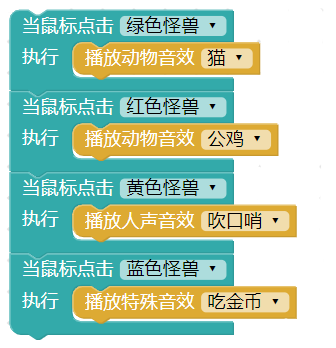 当鼠标点击 绿色怪兽
执行 播放动物音效 猫
当鼠标点击 红色怪兽
执行 播放动物音效 公鸡
当鼠标点击 黄色怪兽
执行 播放人声音效 吹口哨
当鼠标点击 蓝色怪兽
执行 播放特殊音效 吃金币